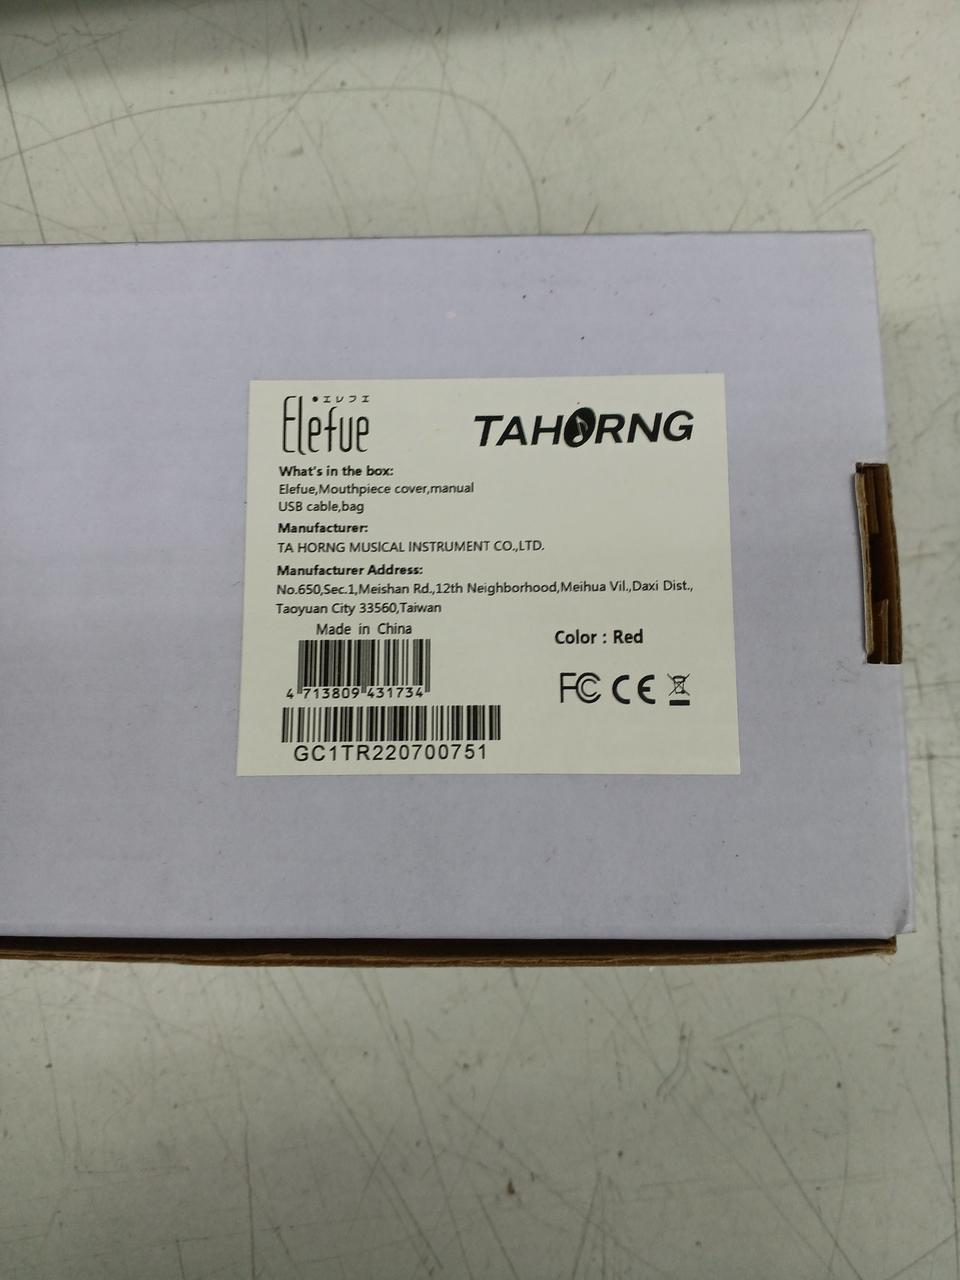 エレフエ
Elefue
TAHORNG
What's in the box:
Elefue,Mouthpiece cover,manual
USB cable,bag
Manufacturer:
TA HORNG MUSICAL INSTRUMENT CO.,LTD.
Manufacturer Address:
No.650,Sec.1,Meishan Rd.,12th Neighborhood,Meihua Vil.,Daxi Dist.,
Taoyuan City 33560,Taiwan
Made in China
Color : Red
4 713809 431734
FC CE
GC1TR220700751